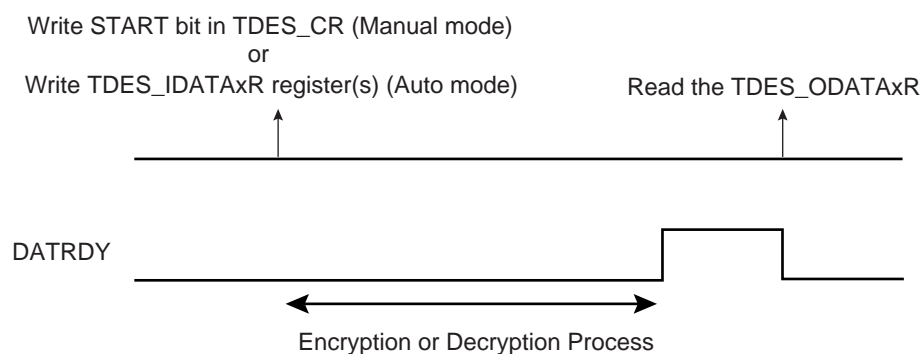 Write START bit in TDES_CR (Manual mode)
or
Write TDES_IDATAxR register(s) (Auto mode)
Read the TDES_ODATAxR
DATRDY
Encryption or Decryption Process